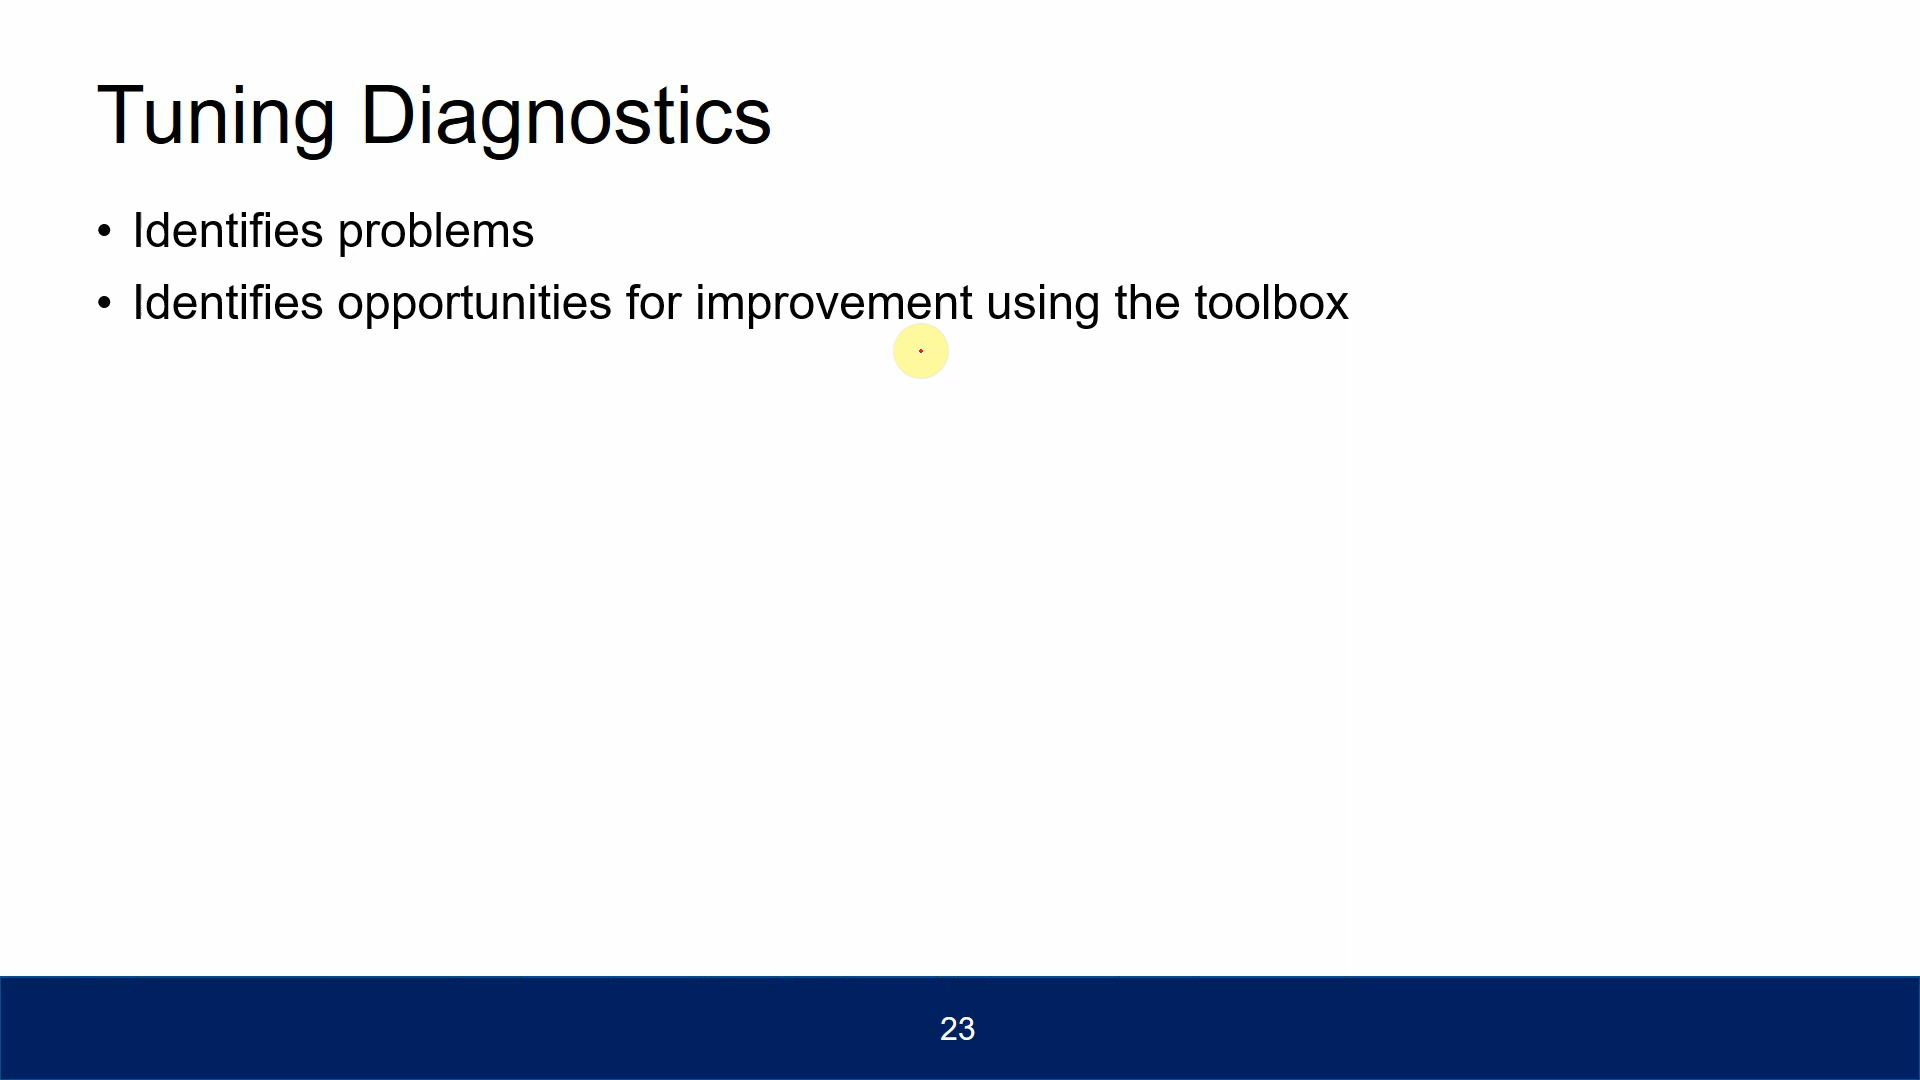 Tuning Diagnostics
• Identifies problems
• Identifies opportunities for improvement using the toolbox
23